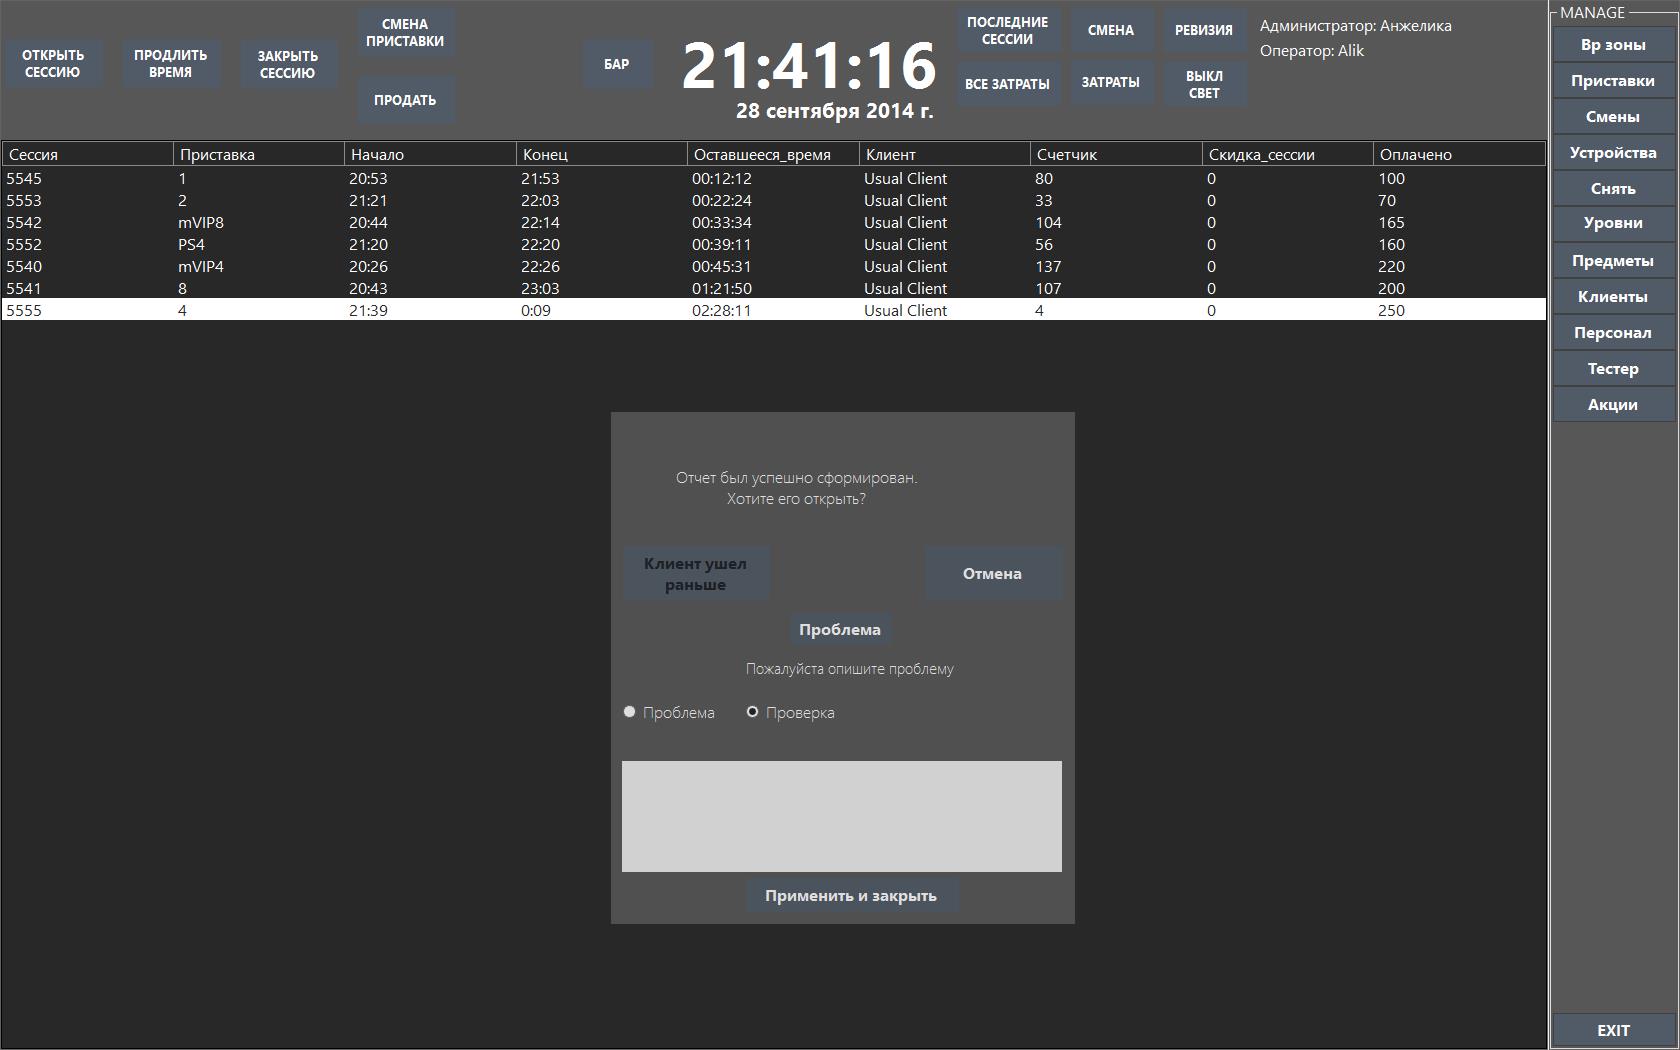 ОТКРЫТЬ
СЕССИЮ
ПРОДЛИТЬ
ВРЕМЯ
ЗАКРЫТЬ
СЕССИЮ
СМЕНА
ПРИСТАВКИ
ПРОДАТЬ
БАР
21:41:16
28 сентября 2014 г.
ПОСЛЕДНИЕ
СЕССИИ
СМЕНА
РЕВИЗИЯ
ВСЕ ЗАТРАТЫ
ЗАТРАТЫ
ВЫКЛ
СВЕТ
Администратор: Анжелика
Оператор: Alik
Сессия Приставка Начало Конец Оставшееся_время Клиент Счетчик Скидка_сессии Оплачено
5545 1 20:53 21:53 00:12:12 Usual Client 80 0 100
5553 2 21:21 22:03 00:22:24 Usual Client 33 0 70
5542 mVIP8 20:44 22:14 00:33:34 Usual Client 104 0 165
5552 PS4 21:20 22:20 00:39:11 Usual Client 56 0 160
5540 mVIP4 20:26 22:26 00:45:31 Usual Client 137 0 220
5541 8 20:43 23:03 01:21:50 Usual Client 107 0 200
5555 4 21:39 0:09 02:28:11 Usual Client 4 0 250
Отчет был успешно сформирован.
Хотите его открыть?
Клиент ушел
раньше
Отмена
Проблема
Пожалуйста опишите проблему
Проблема Проверка
Применить и закрыть
MANAGE
Вр зоны
Приставки
Смены
Устройства
Снять
Уровни
Предметы
Клиенты
Персонал
Тестер
Акции
EXIT